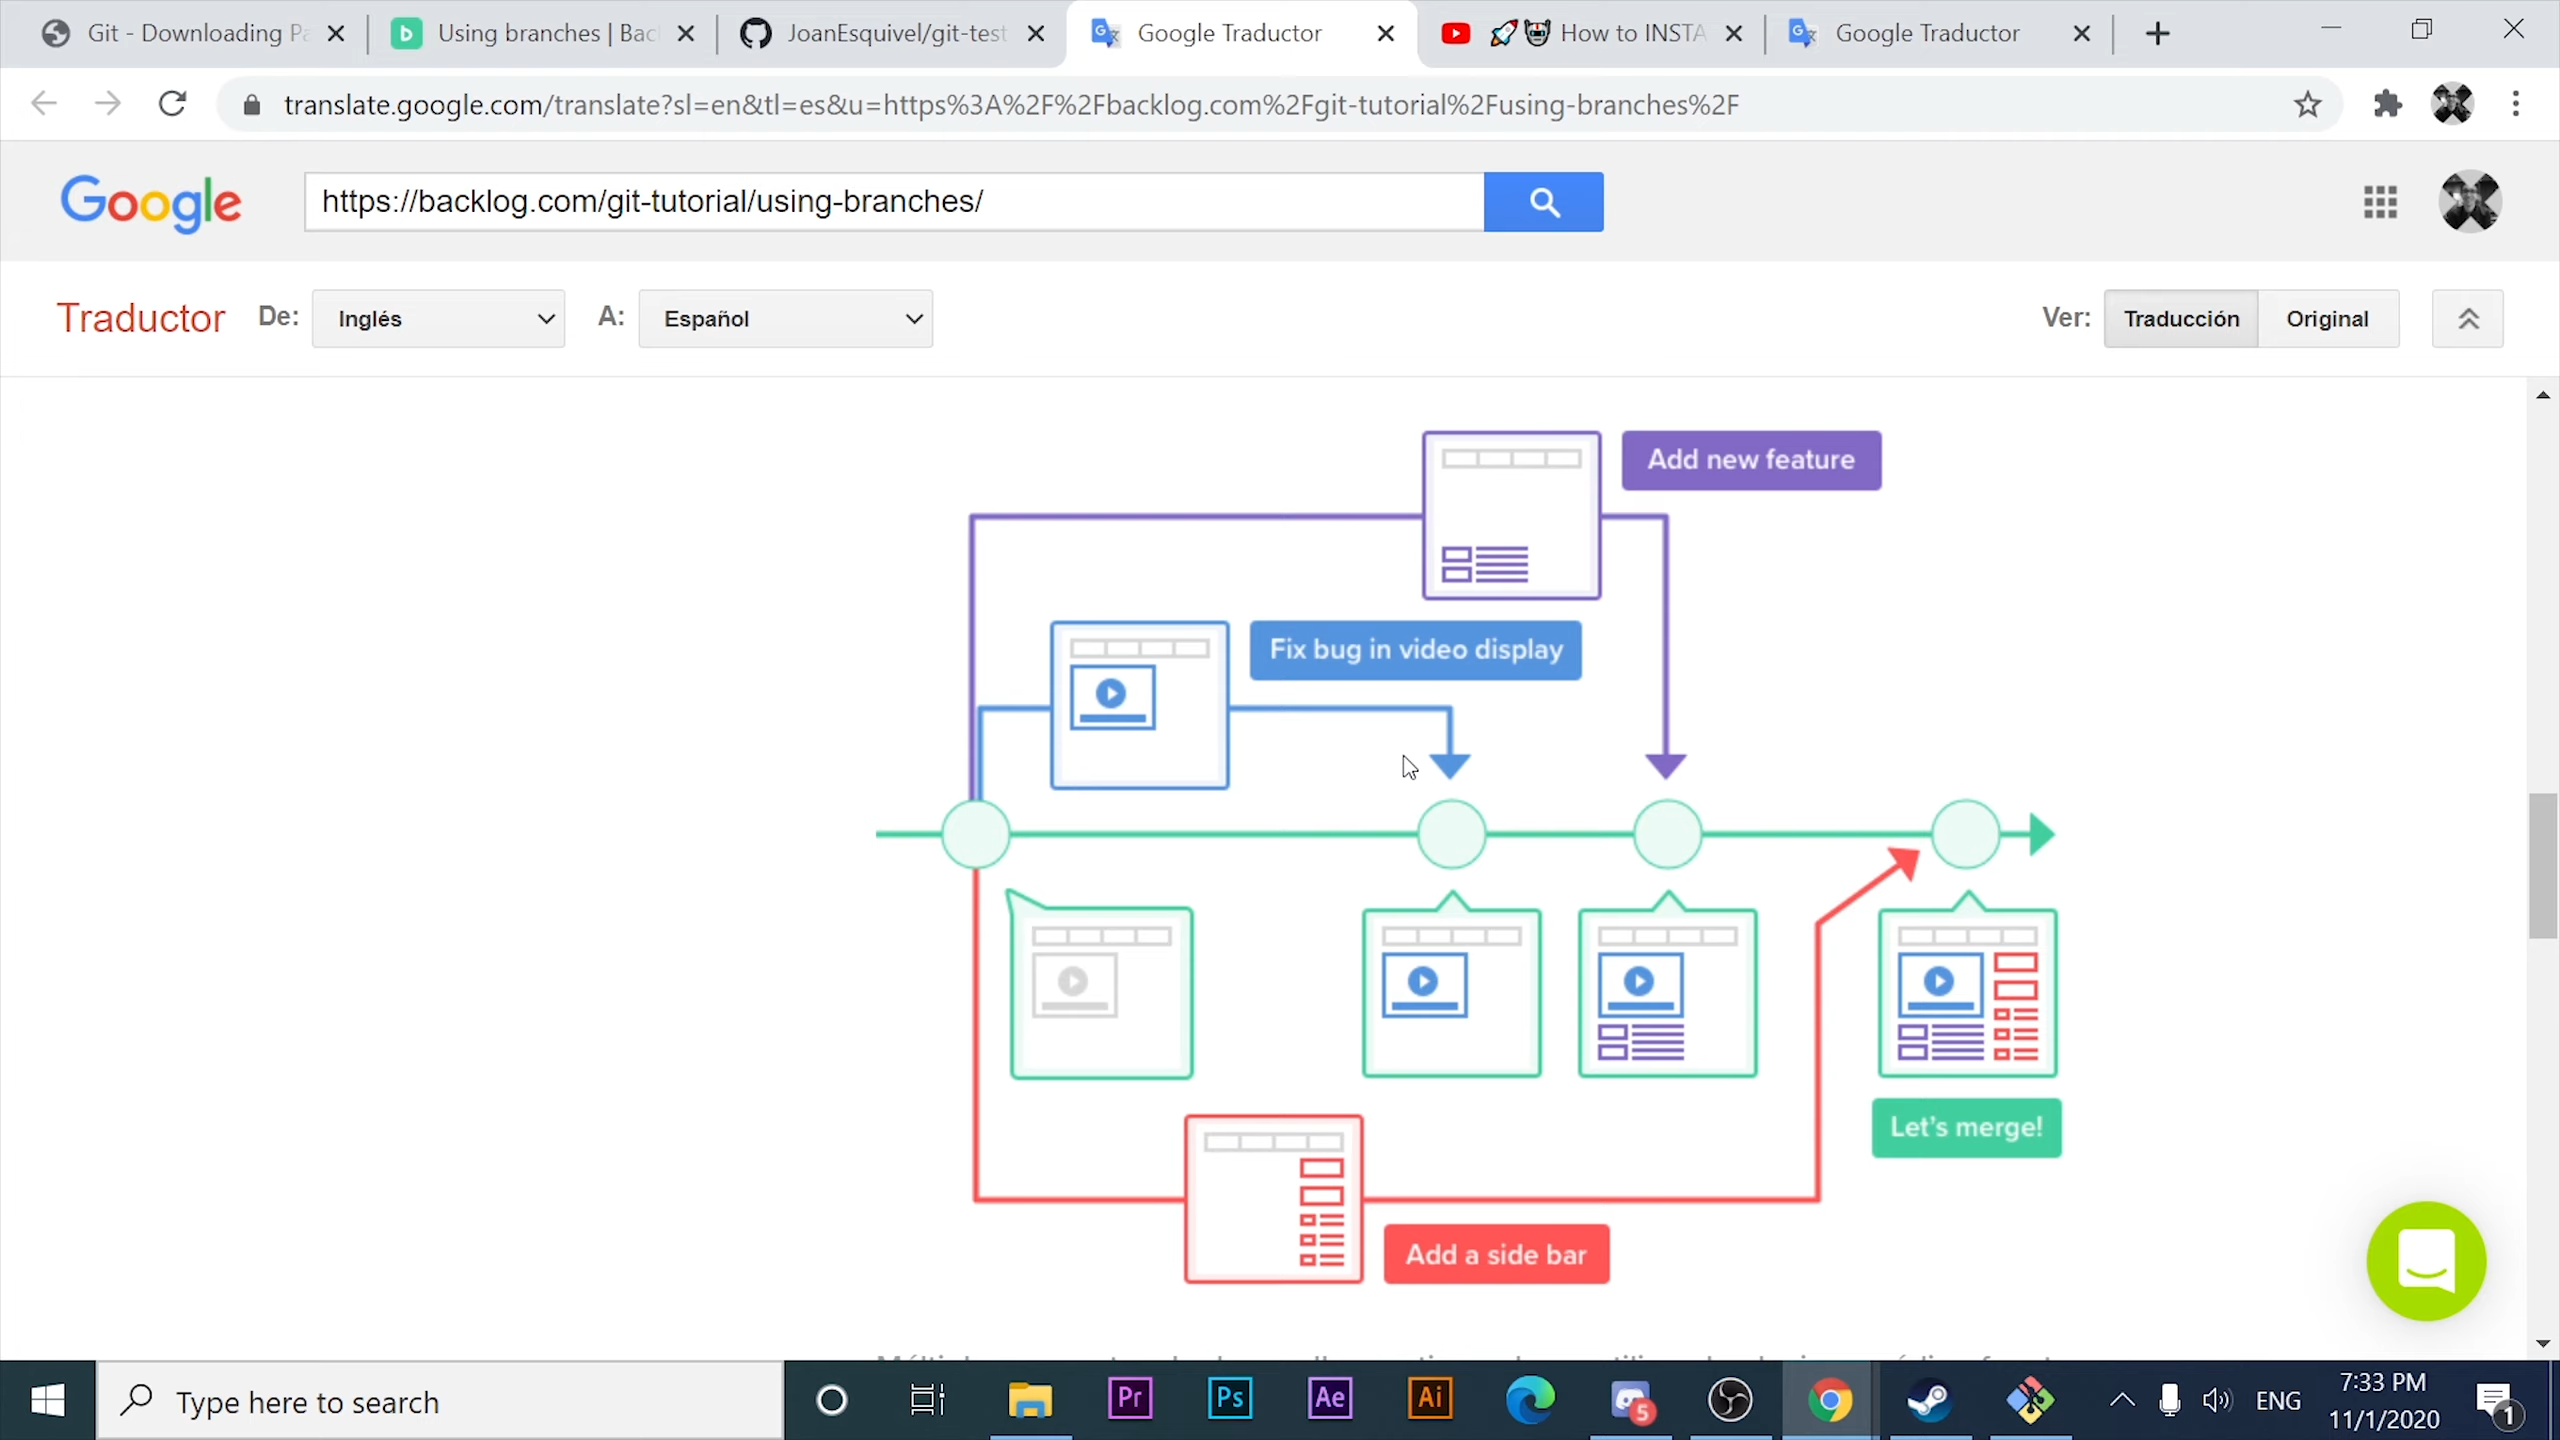 Git - Downloading Pa
Using branches | Bac
JoanEsquivel/git-test
Google Traductor
🚀🤖 How to INSTA
Google Traductor
translate.google.com/translate?sl=en&tl=es&u=https%3A%2F%2Fbacklog.com%2Fgit-tutorial%2Fusing-branches%2F
Google
https://backlog.com/git-tutorial/using-branches/
Traductor
De:
Inglés
A:
Español
Ver:
Traducción
Original
Add new feature
Fix bug in video display
Let's merge!
Add a side bar
Type here to search
Pr
Ps
Ae
Ai
5
ENG
7:33 PM
11/1/2020
1